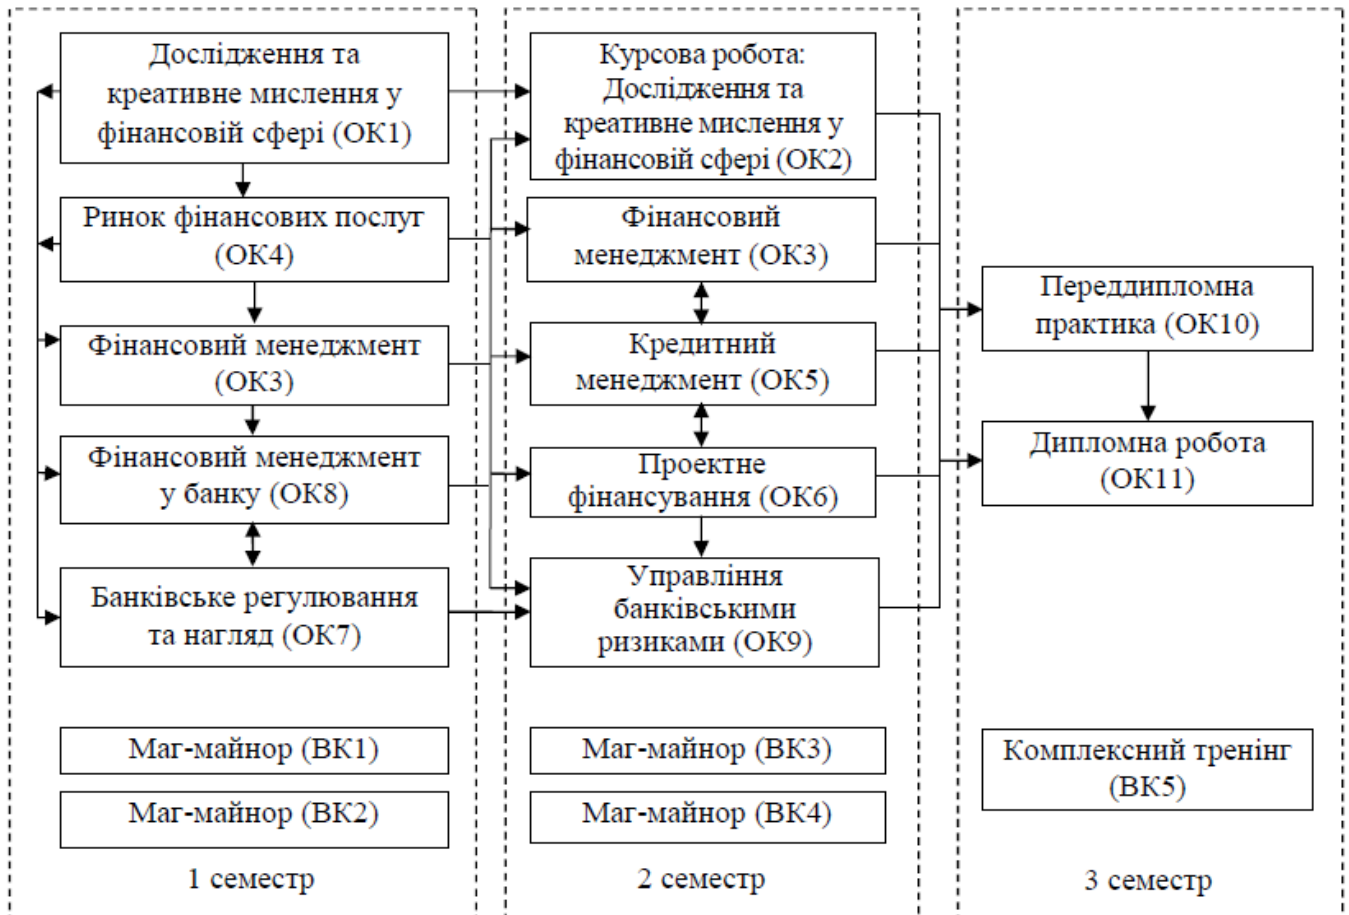 Дослідження та
креативне мислення у
фінансовій сфері (ОК1)
Ринок фінансових послуг
(ОК4)
Фінансовий менеджмент
(ОК3)
Фінансовий менеджмент
у банку (ОК8)
Банківське регулювання
та нагляд (ОК7)
Маг-майнор (ВК1)
Маг-майнор (ВК2)
1 семестр
Курсова робота:
Дослідження та
креативне мислення у
фінансовій сфері (ОК2)
Фінансовий
менеджмент (ОК3)
Кредитний
менеджмент (ОК5)
Проектне
фінансування (ОК6)
Управління
банківськими
ризиками (ОК9)
Маг-майнор (ВК3)
Маг-майнор (ВК4)
2 семестр
Переддипломна
практика (ОК10)
Дипломна робота
(ОК11)
Комплексний тренінг
(ВК5)
3 семестр